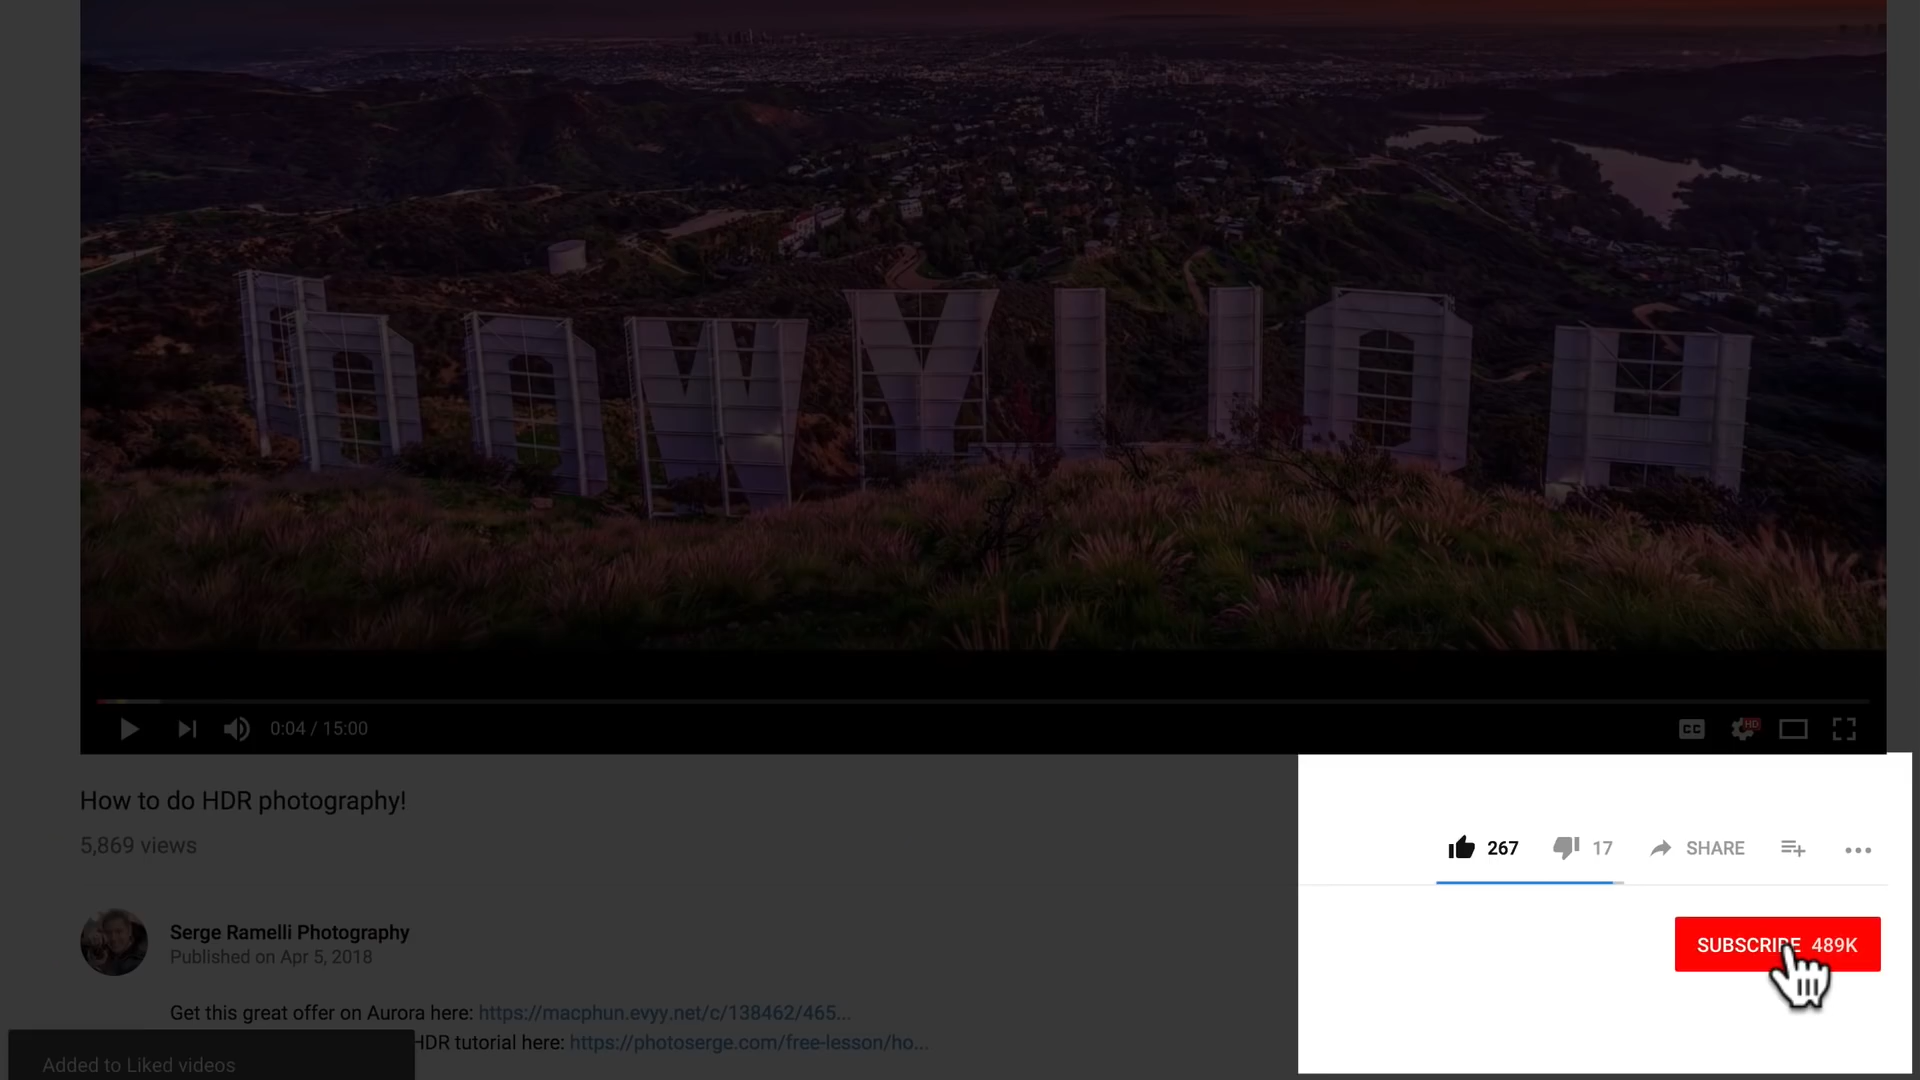 0:04 / 15:00
CC
HD
How to do HDR photography!
5,869 views
267
17
SHARE
Serge Ramelli Photography
Published on Apr 5, 2018
SUBSCRIBE 489K
Get this great offer on Aurora here: https://macphun.evyy.net/c/138462/465...
HDR tutorial here: https://photoserge.com/free-lesson/ho...
Added to Liked videos